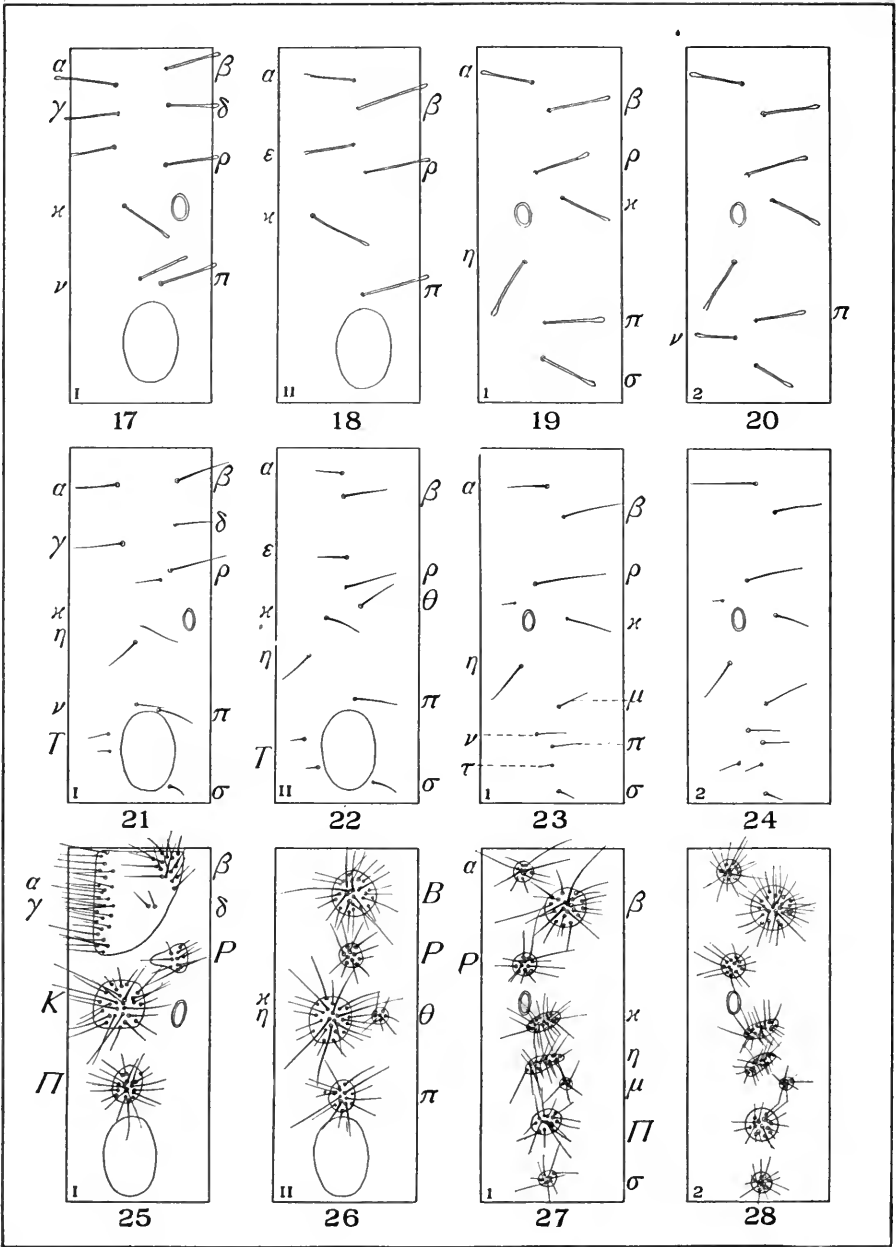 α β α β α β
γ δ ε ρ ρ
ρ ϰ
ϰ ϰ η
ν π π π ν π
σ
I II 1 2
17 18 19 20
α β α β α β
γ δ ε ρ
ρ ρ θ
ϰ ϰ ϰ
η η η
ν π π μ
T T ν π
τ
σ σ σ
I II 1 2
21 22 23 24
α β B α β
γ δ
P P P
K ϰ θ ϰ
η η
μ
Π π Π
σ
I II 1 2
25 26 27 28